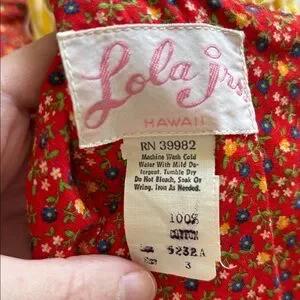 Lola jrs.
HAWAII
RN 39982
Machine Wash Cold
Water With Mild De-
tergent. Tumble Dry
Do Not Bleach, Soak Or
Wring. Iron As Needed.
100%
COTTON
5232A
3